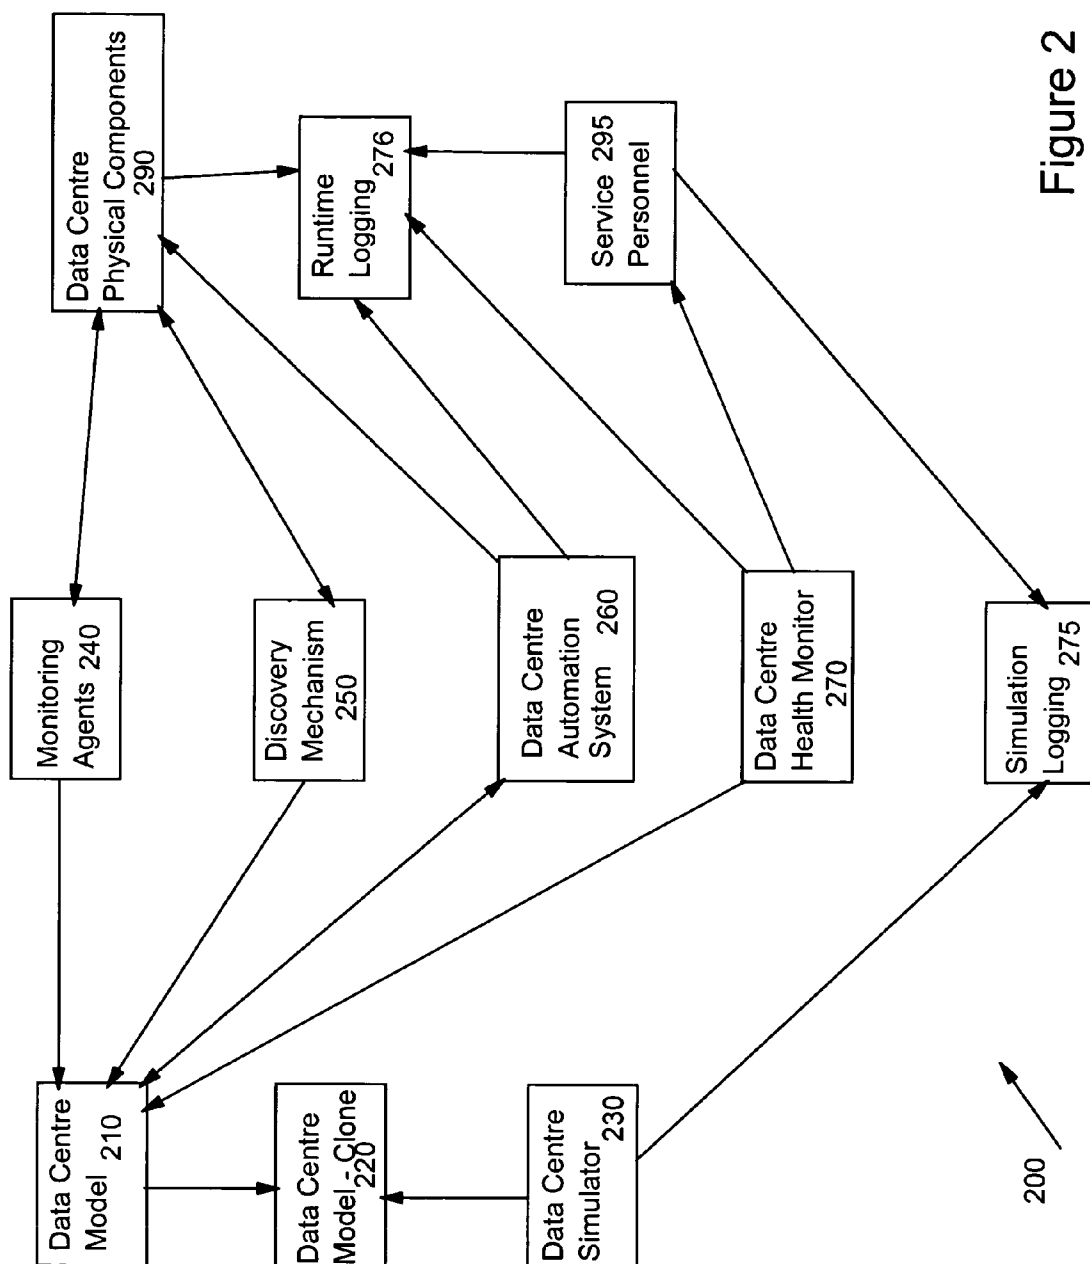 Data Centre
Model 210
Data Centre
Model - Clone
220
Data Centre
Simulator 230
Monitoring
Agents 240
Discovery
Mechanism
250
Data Centre
Automation
System 260
Data Centre
Health Monitor
270
Simulation
Logging 275
Data Centre
Physical Components
290
Runtime
Logging 276
Service 295
Personnel
200
Figure 2